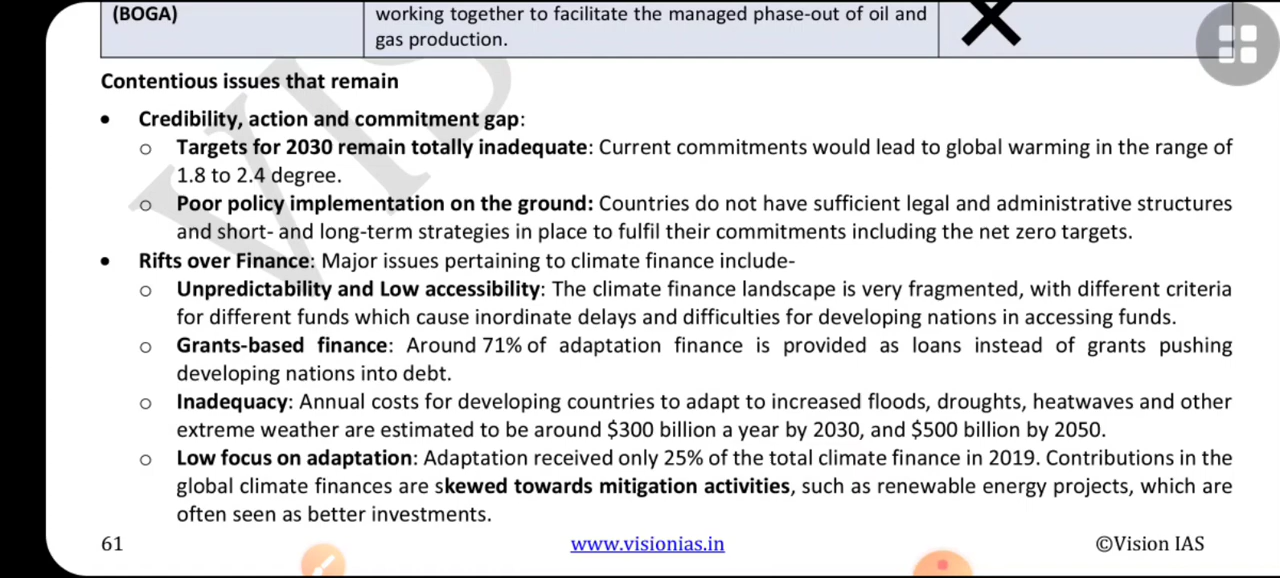 (BOGA) working together to facilitate the managed phase-out of oil and
gas production.
Contentious issues that remain
• Credibility, action and commitment gap:
o Targets for 2030 remain totally inadequate: Current commitments would lead to global warming in the range of
1.8 to 2.4 degree.
o Poor policy implementation on the ground: Countries do not have sufficient legal and administrative structures
and short- and long-term strategies in place to fulfil their commitments including the net zero targets.
• Rifts over Finance: Major issues pertaining to climate finance include-
o Unpredictability and Low accessibility: The climate finance landscape is very fragmented, with different criteria
for different funds which cause inordinate delays and difficulties for developing nations in accessing funds.
o Grants-based finance: Around 71% of adaptation finance is provided as loans instead of grants pushing
developing nations into debt.
o Inadequacy: Annual costs for developing countries to adapt to increased floods, droughts, heatwaves and other
extreme weather are estimated to be around $300 billion a year by 2030, and $500 billion by 2050.
o Low focus on adaptation: Adaptation received only 25% of the total climate finance in 2019. Contributions in the
global climate finances are skewed towards mitigation activities, such as renewable energy projects, which are
often seen as better investments.
61 www.visionias.in ©Vision IAS
VIS